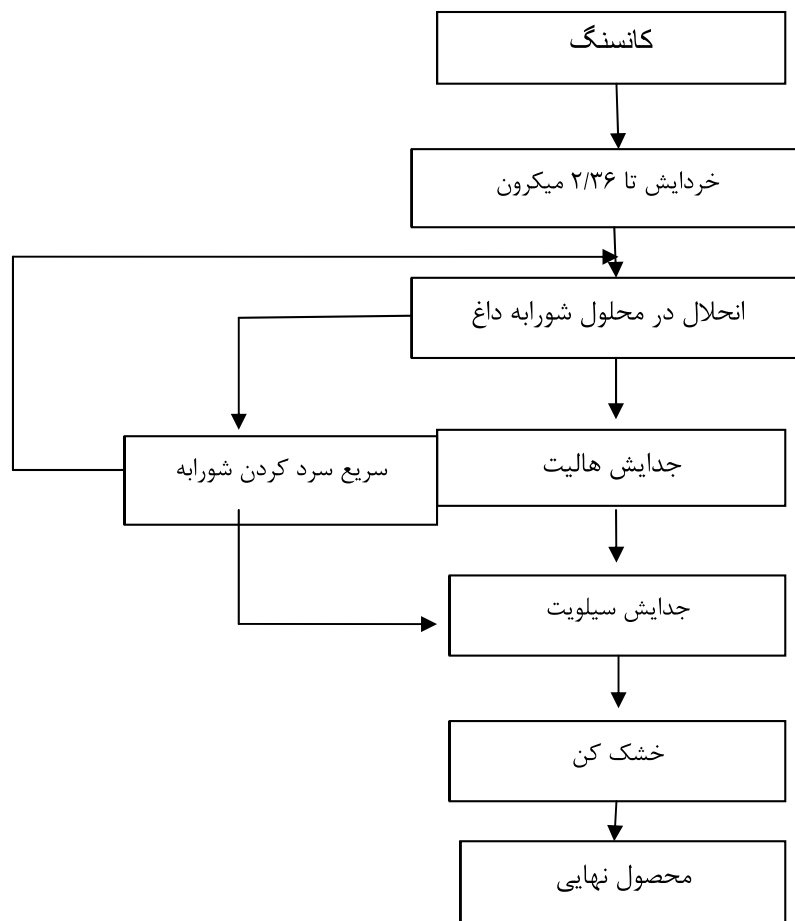 کانسنگ
خردایش تا ۲/۳۶ میکرون
انحلال در محلول شورابه داغ
جدایش هالیت
سریع سرد کردن شورابه
جدایش سیلویت
خشک کن
محصول نهایی